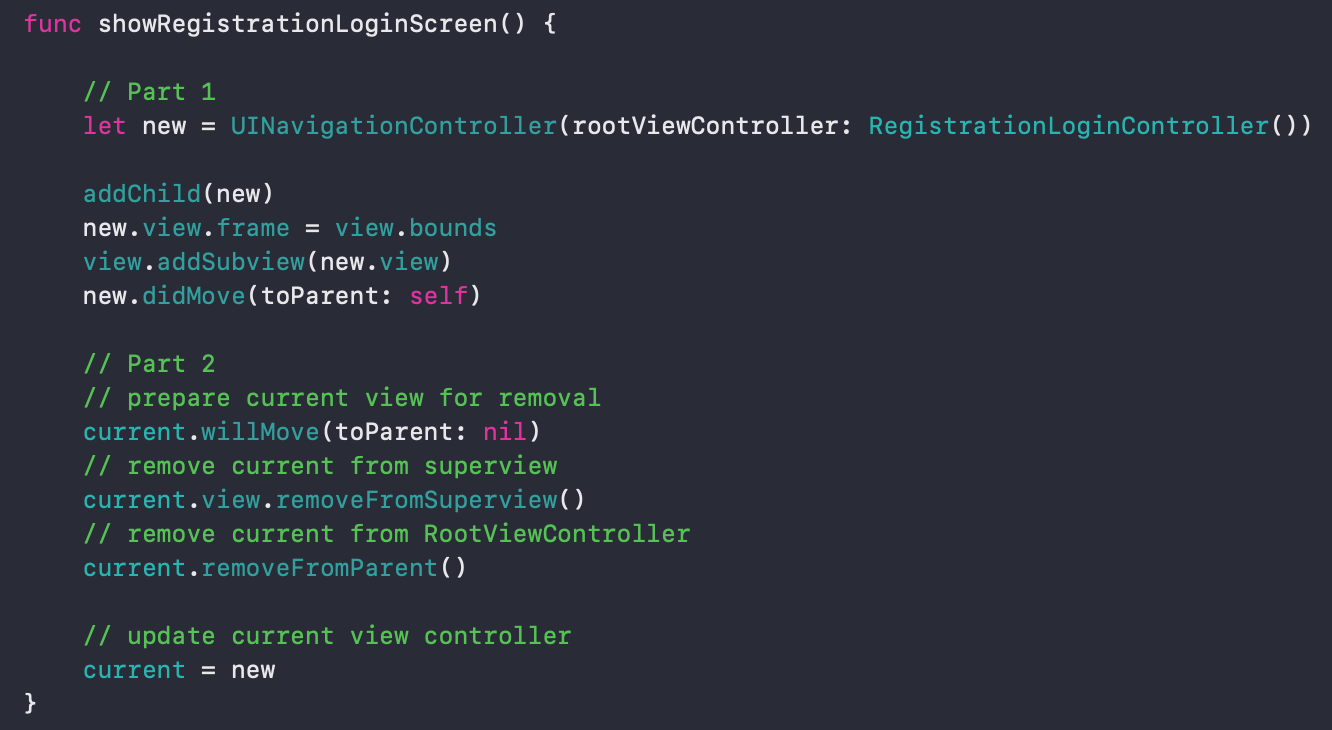 func showRegistrationLoginScreen() {
// Part 1
let new = UINavigationController(rootViewController: RegistrationLoginController())
addChild(new)
new.view.frame = view.bounds
view.addSubview(new.view)
new.didMove(toParent: self)
// Part 2
// prepare current view for removal
current.willMove(toParent: nil)
// remove current from superview
current.view.removeFromSuperview()
// remove current from RootViewController
current.removeFromParent()
// update current view controller
current = new
}